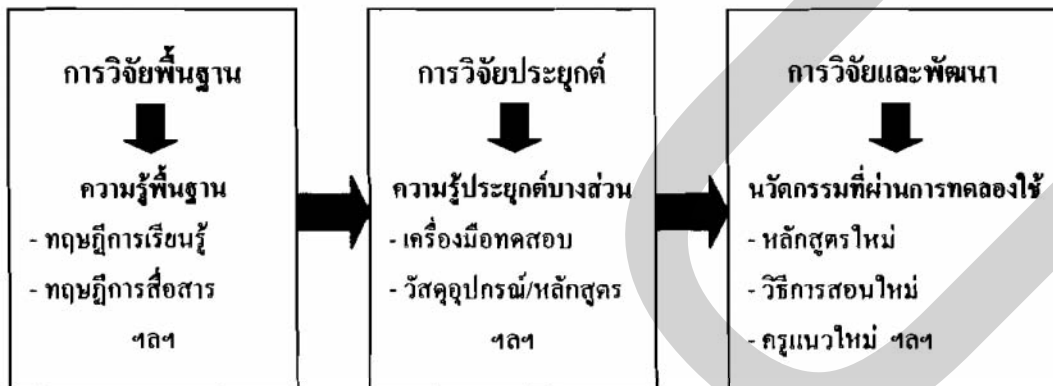 การวิจัยพื้นฐาน
ความรู้พื้นฐาน
- ทฤษฎีการเรียนรู้
- ทฤษฎีการสื่อสาร
ฯลฯ
การวิจัยประยุกต์
ความรู้ประยุกต์บางส่วน
- เครื่องมือทดสอบ
- วัสดุอุปกรณ์/หลักสูตร
ฯลฯ
การวิจัยและพัฒนา
นวัตกรรมที่ผ่านการทดลองใช้
- หลักสูตรใหม่
- วิธีการสอนใหม่
- ครูแนวใหม่ ฯลฯ